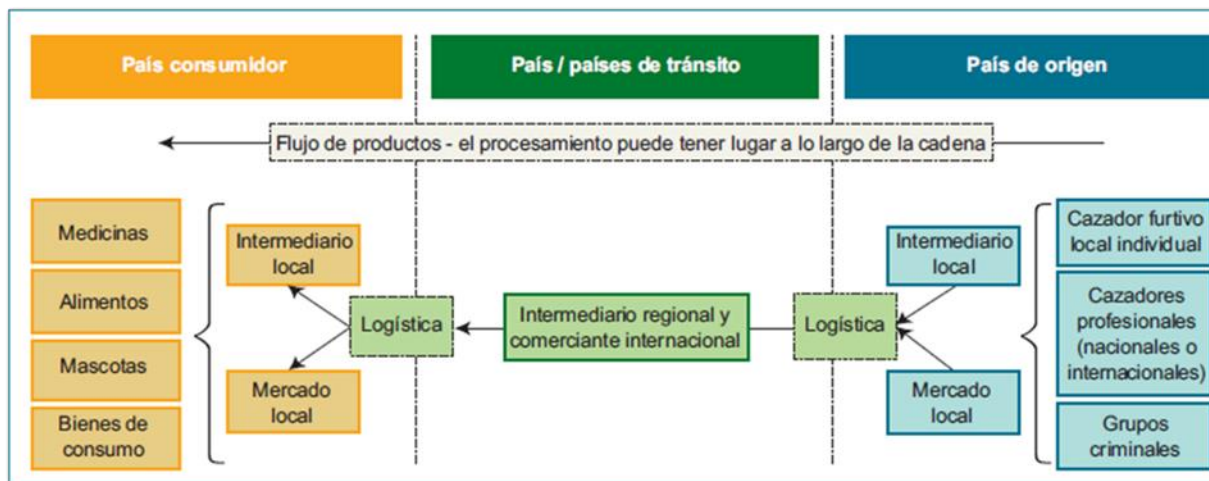 País consumidor
País / países de tránsito
País de origen
Flujo de productos - el procesamiento puede tener lugar a lo largo de la cadena
Medicinas
Alimentos
Mascotas
Bienes de
consumo
Intermediario
local
Mercado
local
Logística
Intermediario regional y
comerciante internacional
Logística
Intermediario
local
Mercado
local
Cazador furtivo
local individual
Cazadores
profesionales
(nacionales o
internacionales)
Grupos
criminales